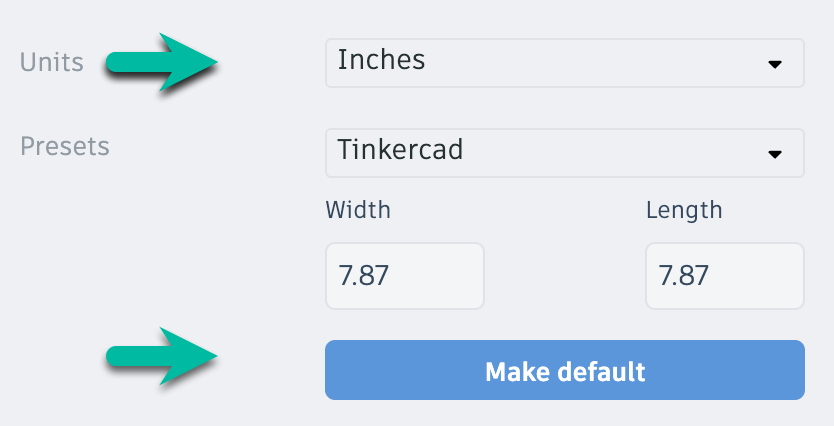 Units
Inches
Presets
Tinkercad
Width
Length
7.87
7.87
Make default